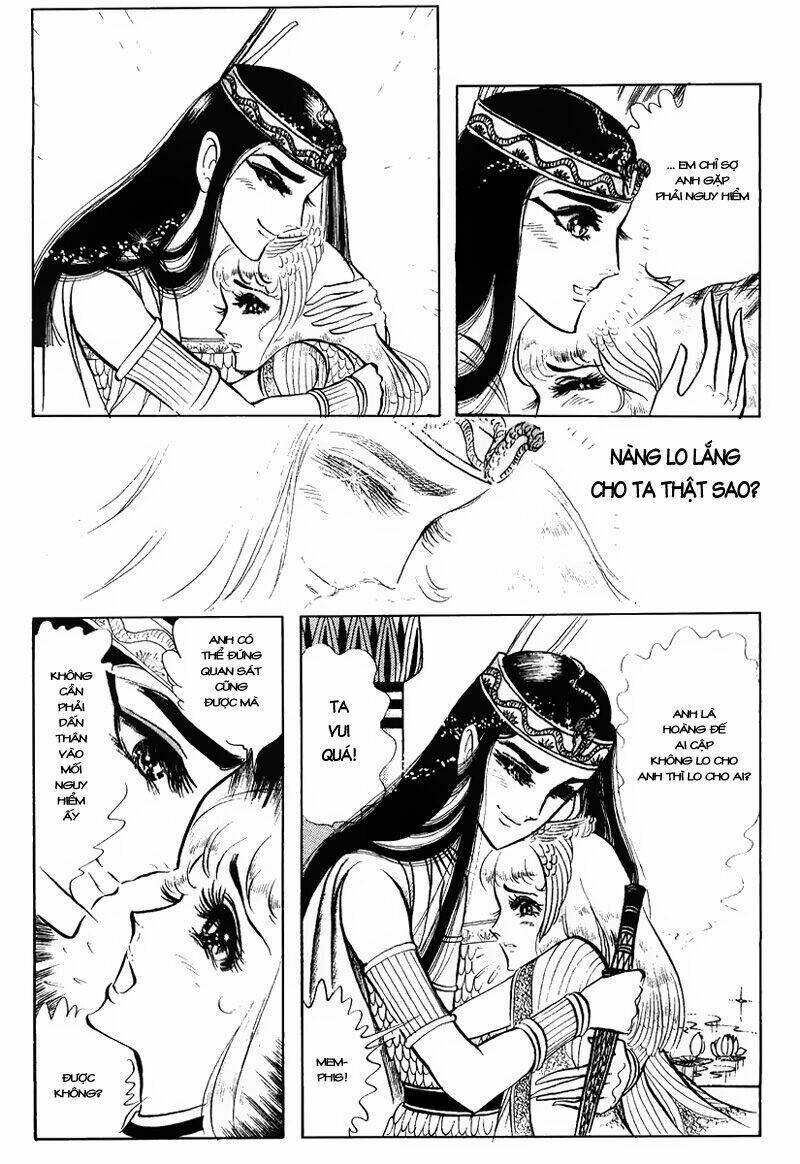 ... EM CHỈ SỢ
ANH GẶP
PHẢI NGUY HIỂM
NÀNG LO LẮNG
CHO TA THẬT SAO?
ANH CÓ
THỂ ĐỨNG
QUAN SÁT
CŨNG
ĐƯỢC MÀ
KHÔNG
CẦN PHẢI
DẤN
THÂN VÀO
MỐI
NGUY
HIỂM
ẤY
ĐƯỢC
KHÔNG?
TA
VUI
QUÁ!
ANH LÀ
HOÀNG ĐẾ
AI CẬP
KHÔNG LO CHO
ANH THÌ LO CHO AI?
MEM-
PHIS!